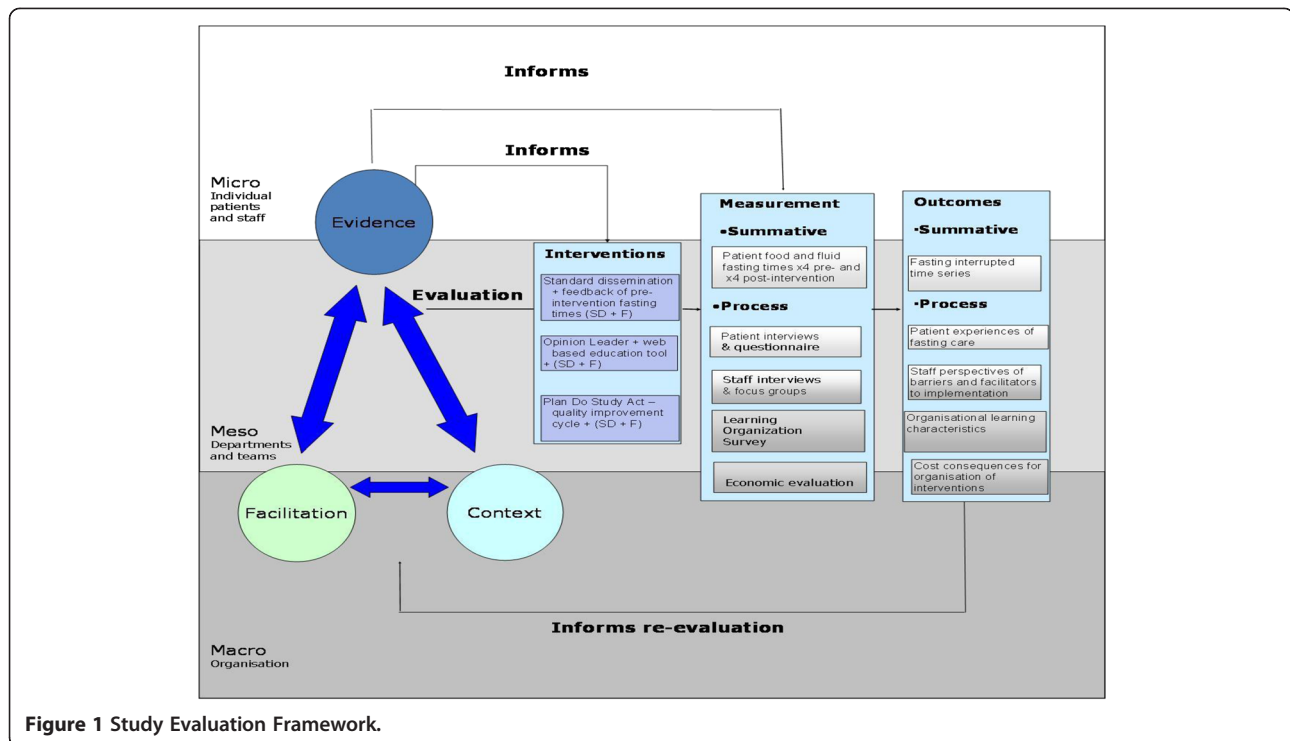 Informs
Informs
Micro
Individual
patients
and staff
Evidence
Evaluation
Interventions
Standard dissemination
+ feedback of pre-
intervention fasting
times (SD + F)
Opinion Leader + web
based education tool
+ (SD + F)
Plan Do Study Act –
quality improvement
cycle + (SD + F)
Measurement
•Summative
Patient food and fluid
fasting times x4 pre- and
x4 post-intervention
•Process
Patient interviews
& questionnaire
Staff interviews
& focus groups
Learning
Organization
Survey
Economic evaluation
Outcomes
·Summative
Fasting interrupted
time series
·Process
Patient experiences of
fasting care
Staff perspectives of
barriers and facilitators
to implementation
Organisational learning
characteristics
Cost consequences for
organisation of
interventions
Meso
Departments
and teams
Facilitation
Context
Informs re-evaluation
Macro
Organisation
Figure 1 Study Evaluation Framework.